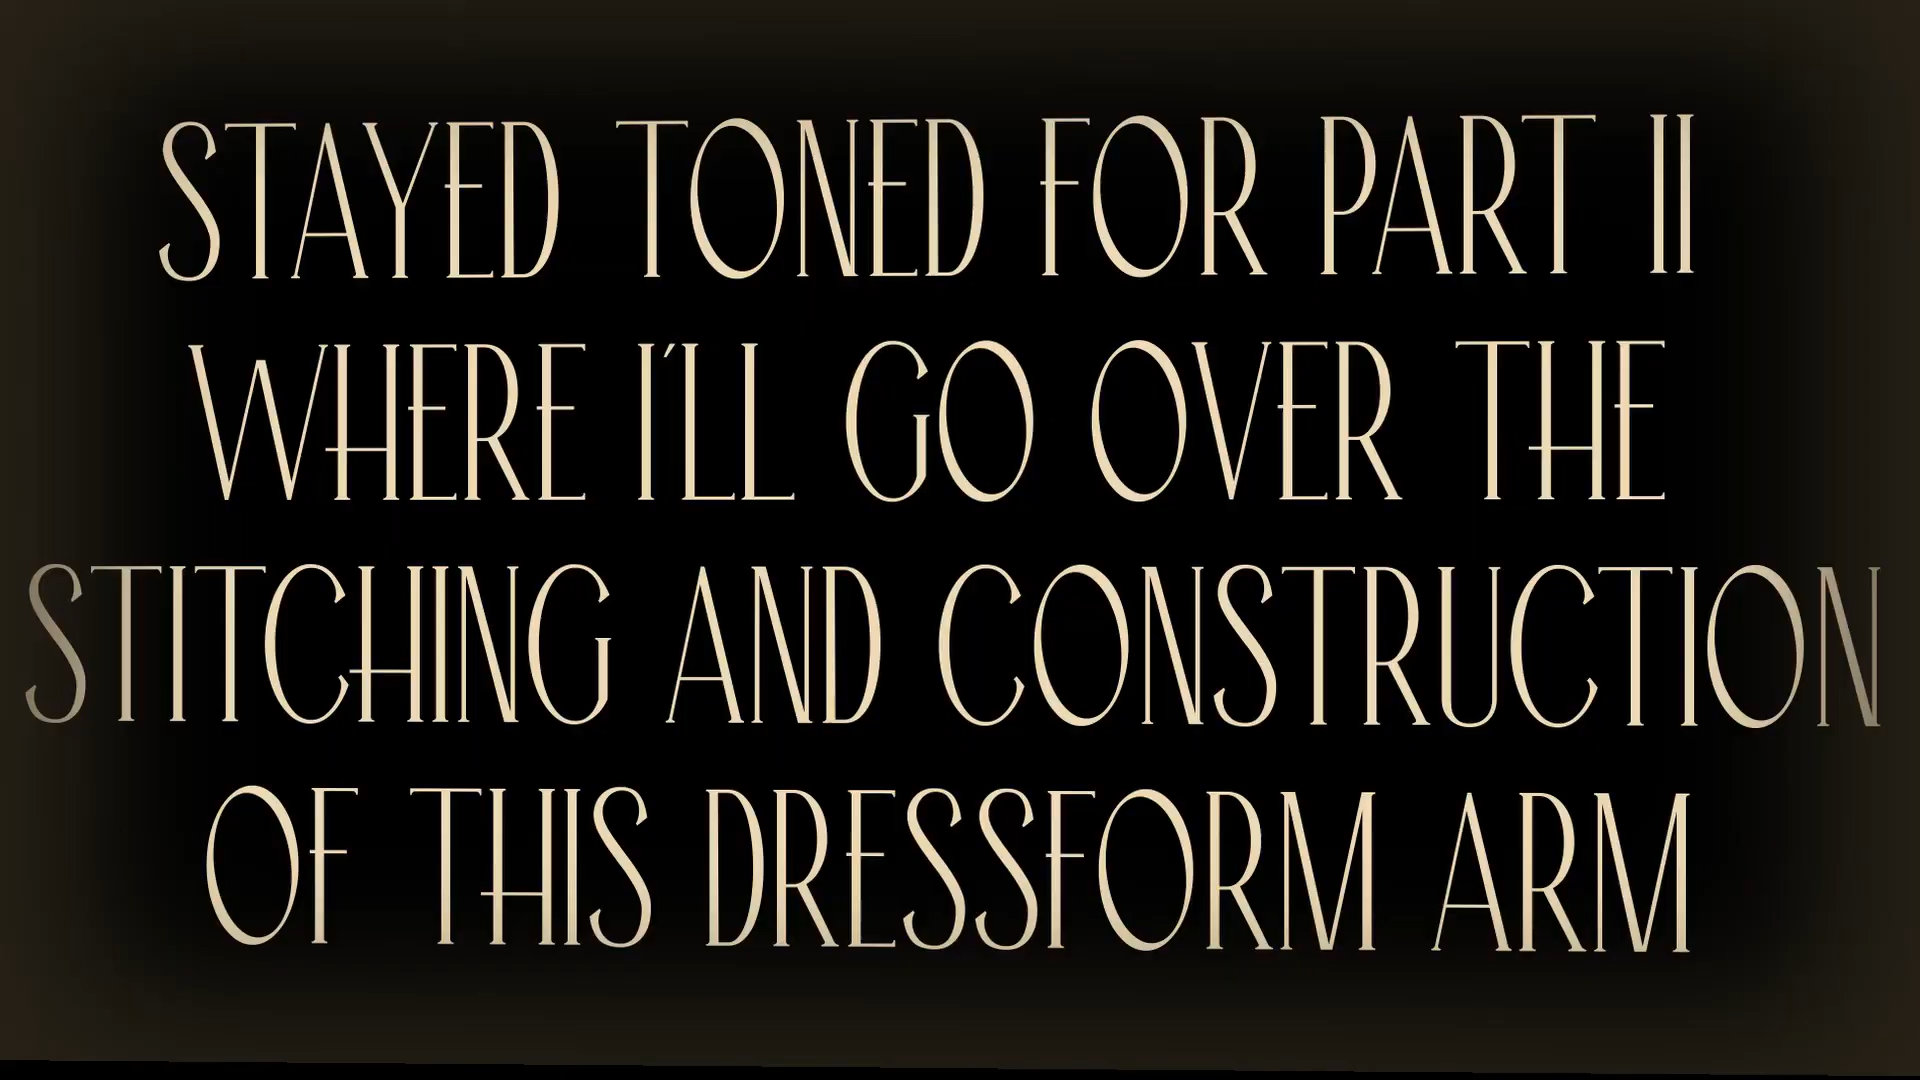 STAYED TONED FOR PART II
WHERE I'LL GO OVER THE
STITCHING AND CONSTRUCTION
OF THIS DRESSFORM ARM